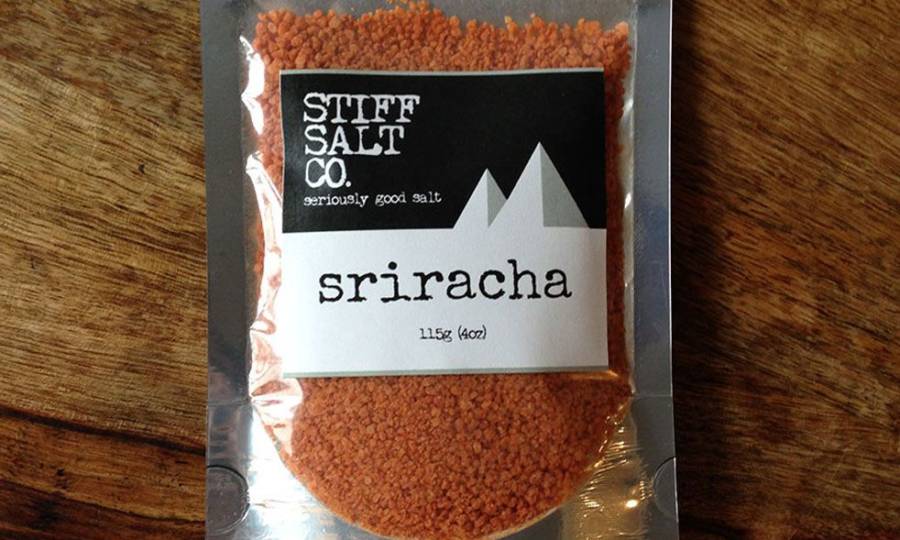 STIFF
SALT
CO.
seriously good salt
sriracha
115g (4oz)